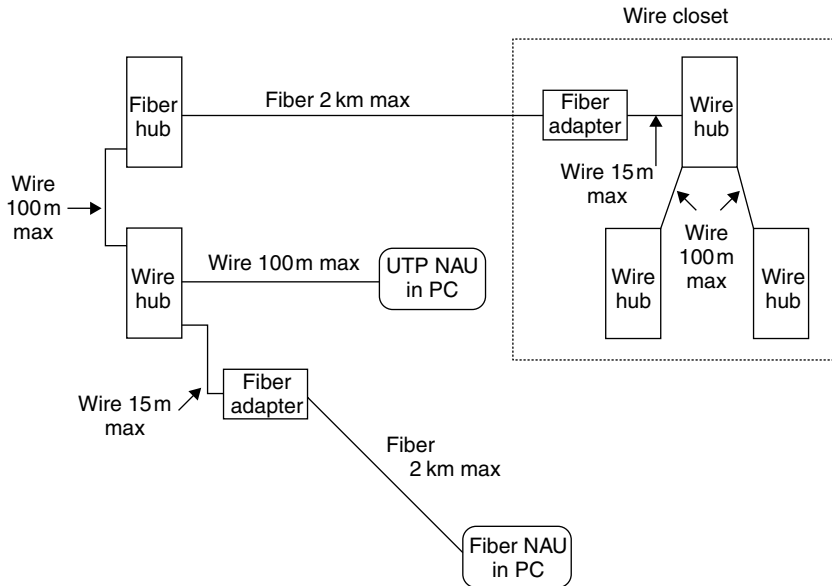 Wire closet
Fiber
hub
Fiber 2 km max
Fiber
adapter
Wire
hub
Wire 15 m
max
Wire
100 m
max
Wire
100 m
max
Wire
hub
Wire 100 m max
UTP NAU
in PC
Wire
hub
Wire
hub
Wire 15 m
max
Fiber
adapter
Fiber
2 km max
Fiber NAU
in PC